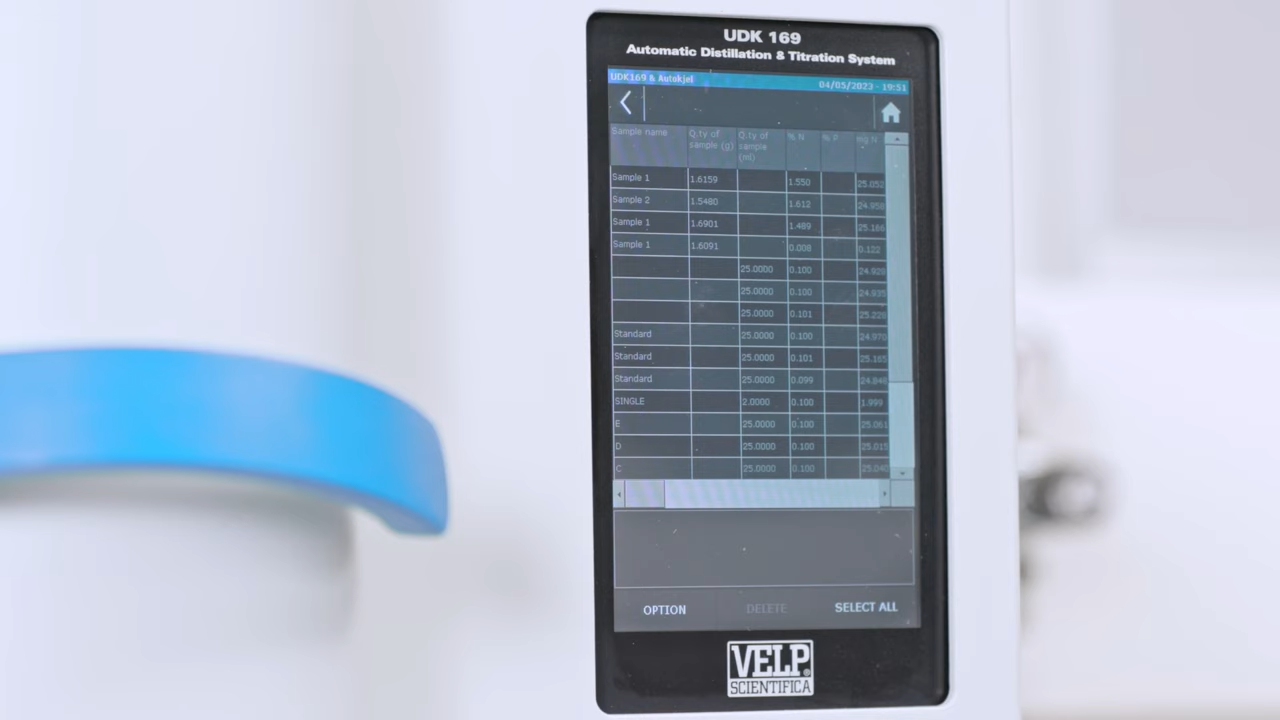 UDK 169
Automatic Distillation & Titration System
UDK169 & Autokjel 04/05/2023 - 19:51
Sample name Q.ty of sample (g) Q.ty of sample (ml) % N % P mg N
Sample 1 1.6159 1.550 25.052
Sample 2 1.5480 1.612 24.958
Sample 1 1.6901 1.489 25.166
Sample 1 1.6091 0.008 0.122
25.0000 0.100 24.929
25.0000 0.100 24.935
25.0000 0.101 25.228
Standard 25.0000 0.100 24.970
Standard 25.0000 0.101 25.165
Standard 25.0000 0.099 24.848
SINGLE 2.0000 0.100 1.999
E 25.0000 0.100 25.061
D 25.0000 0.100 25.015
C 25.0000 0.100 25.040
OPTION DELETE SELECT ALL
VELP®
SCIENTIFICA